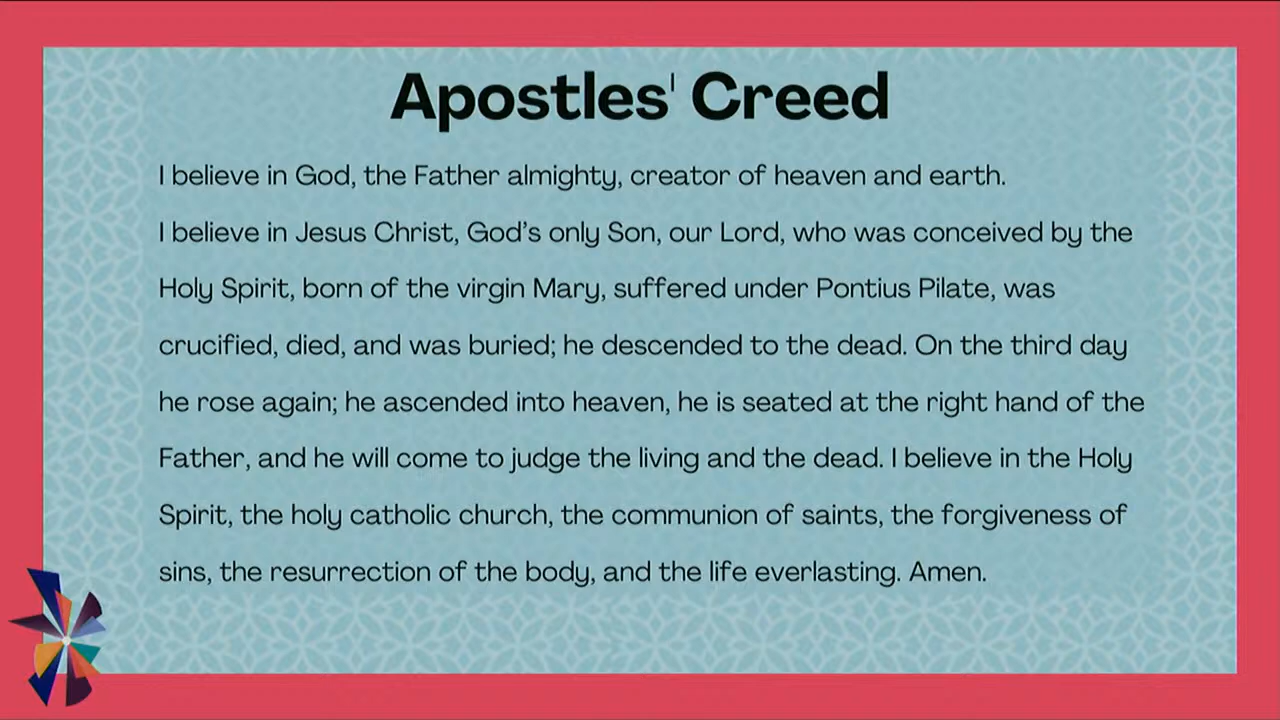 Apostles' Creed
I believe in God, the Father almighty, creator of heaven and earth.
I believe in Jesus Christ, God’s only Son, our Lord, who was conceived by the
Holy Spirit, born of the virgin Mary, suffered under Pontius Pilate, was
crucified, died, and was buried; he descended to the dead. On the third day
he rose again; he ascended into heaven, he is seated at the right hand of the
Father, and he will come to judge the living and the dead. I believe in the Holy
Spirit, the holy catholic church, the communion of saints, the forgiveness of
sins, the resurrection of the body, and the life everlasting. Amen.